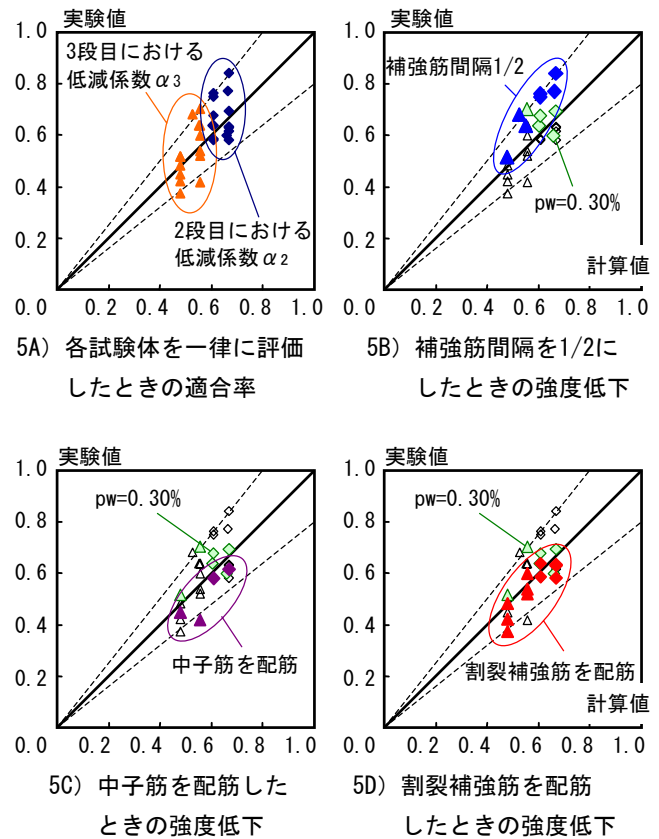 実験値
1.0
0.8
0.6
0.4
0.2
0.0
0.2
0.4
0.6
0.8
1.0
3段目における
低減係数α3
2段目における
低減係数α2
5A) 各試験体を一律に評価
したときの適合率
実験値
1.0
0.8
0.6
0.4
0.2
0.0
0.2
0.4
0.6
0.8
1.0
補強筋間隔1/2
pw=0.30%
計算値
5B) 補強筋間隔を1/2に
したときの強度低下
実験値
1.0
0.8
0.6
0.4
0.2
0.0
0.2
0.4
0.6
0.8
1.0
pw=0.30%
中子筋を配筋
5C) 中子筋を配筋した
ときの強度低下
実験値
1.0
0.8
0.6
0.4
0.2
0.0
0.2
0.4
0.6
0.8
1.0
pw=0.30%
割裂補強筋を配筋
計算値
5D) 割裂補強筋を配筋
したときの強度低下